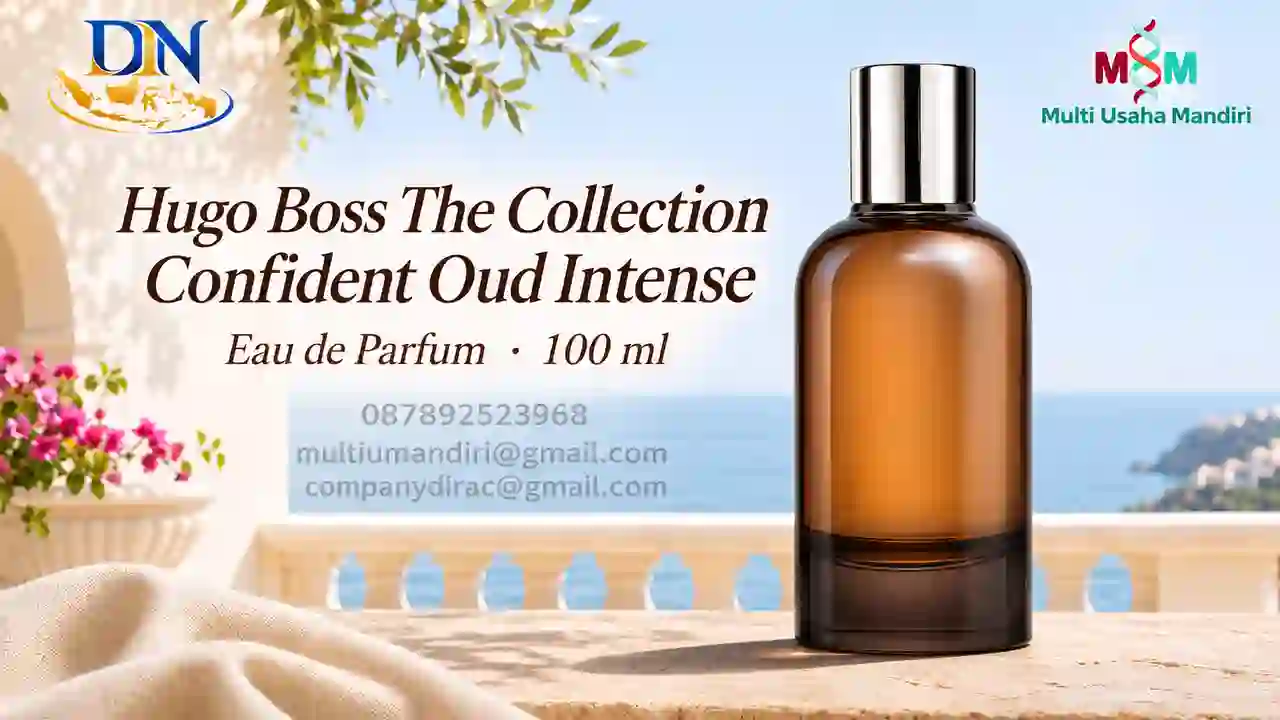 DN
MSM
Multi Usaha Mandiri
Hugo Boss The Collection
Confident Oud Intense
Eau de Parfum · 100 ml
087892523968
multiumandiri@gmail.com
companydirac@gmail.com